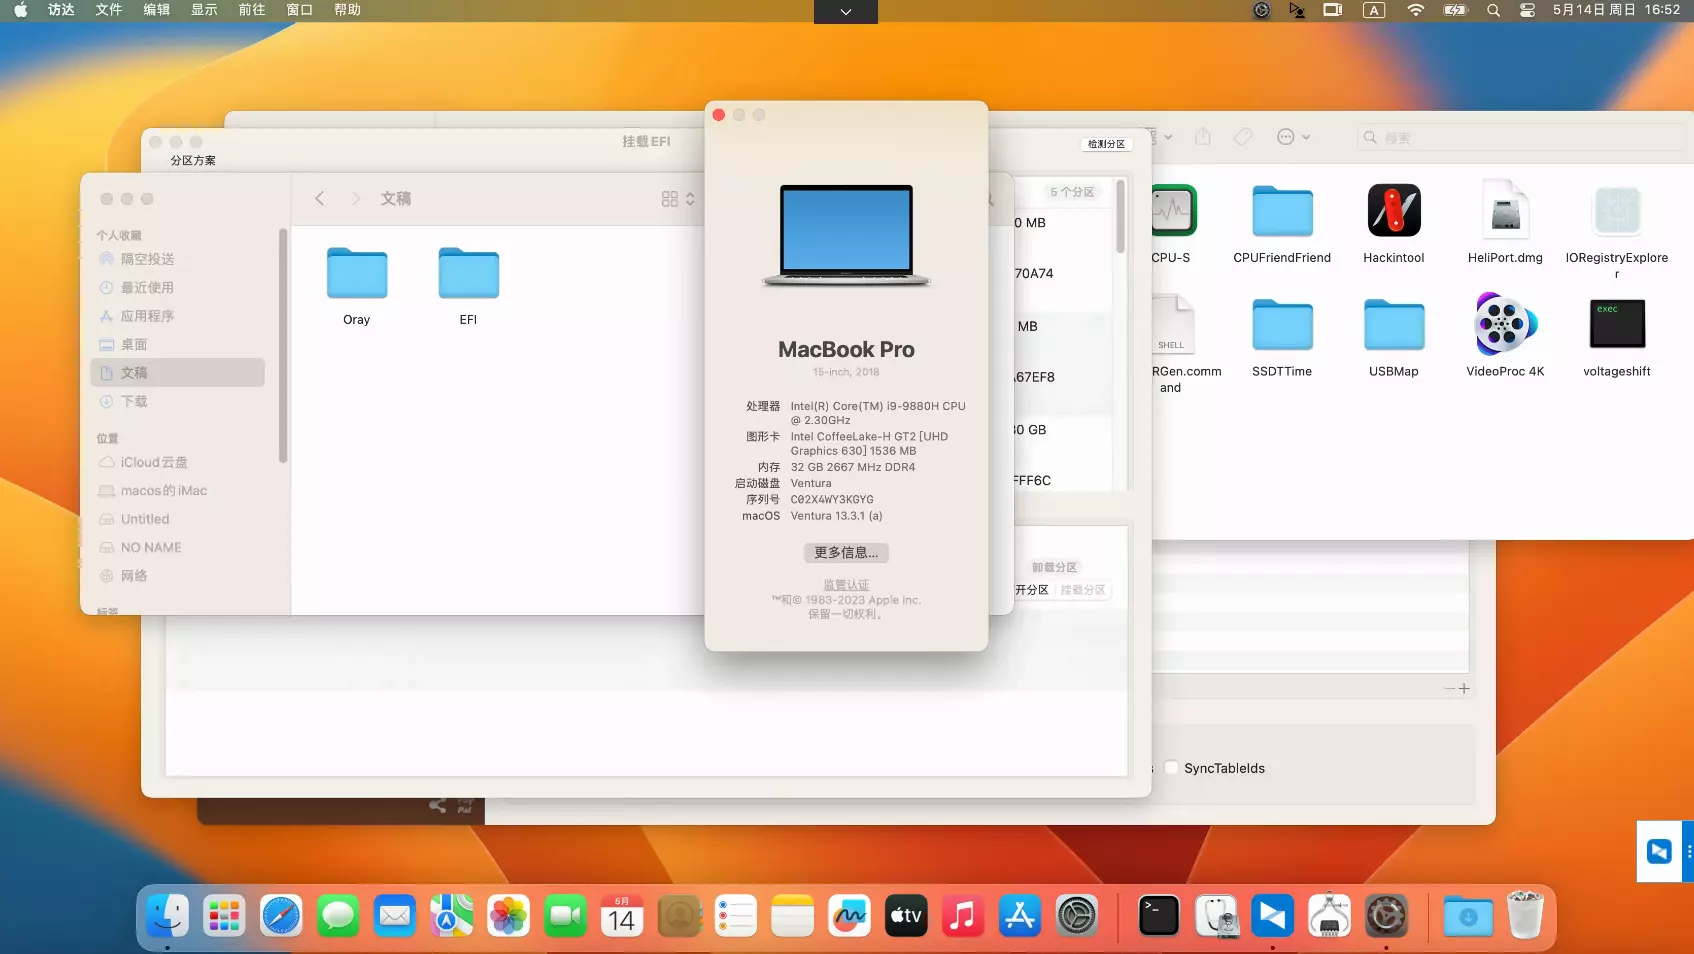 访达 文件 编辑 显示 前往 窗口 帮助
A
5月14日 周日 16:52
挂载EFI
检测分区
分区方案
搜索
5 个分区
0 MB
70A74
MB
A67EF8
30 GB
FFF6C
卸载分区
开分区 挂载分区
文稿
个人收藏
隔空投送
最近使用
应用程序
桌面
文稿
下载
位置
iCloud云盘
macos的iMac
Untitled
NO NAME
网络
标签
Oray
EFI
MacBook Pro
15-inch, 2018
处理器 Intel(R) Core(TM) i9-9880H CPU
@ 2.30GHz
图形卡 Intel CoffeeLake-H GT2 [UHD
Graphics 630] 1536 MB
内存 32 GB 2667 MHz DDR4
启动磁盘 Ventura
序列号 C02X4WY3KGYG
macOS Ventura 13.3.1 (a)
更多信息...
监管认证
™和© 1983-2023 Apple Inc.
保留一切权利。
CPU-S
CPUFriendFriend
Hackintool
HeliPort.dmg
IORegistryExplore
r
SHELL
RGen.comm
and
SSDTTime
USBMap
VideoProc 4K
exec
voltageshift
s
SyncTableIds
5月
14
tv